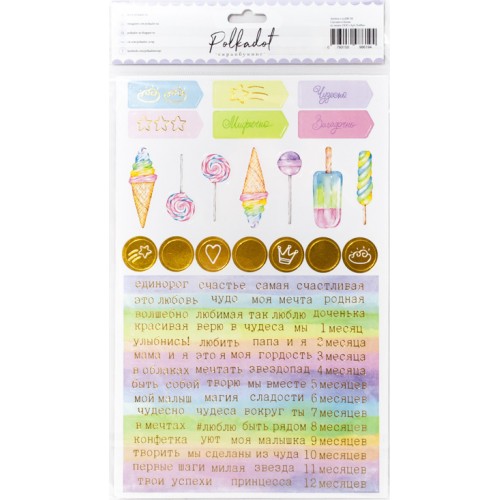 Polkadot
скрапбукинг
Чудесно
Мирочно
Загадочно
единорог счастье самая счастливая
это любовь чудо моя мечта родная
волшебно любимая так люблю доченька
красивая верю в чудеса мы 1 месяц
улыбнись! любить папа и я 2 месяца
мама и я это я моя гордость 3 месяца
в облаках мечтать звездопад 4 месяца
быть собой творю мы вместе 5 месяцев
мой малыш магия сладости 6 месяцев
чудесно чудеса вокруг ты 7 месяцев
в мечтах #люблю быть рядом 8 месяцев
конфетка уют моя малышка 9 месяцев
творить мы сделаны из чуда 10 месяцев
первые шаги милая звезда 11 месяцев
твои успехи принцесса 12 месяцев